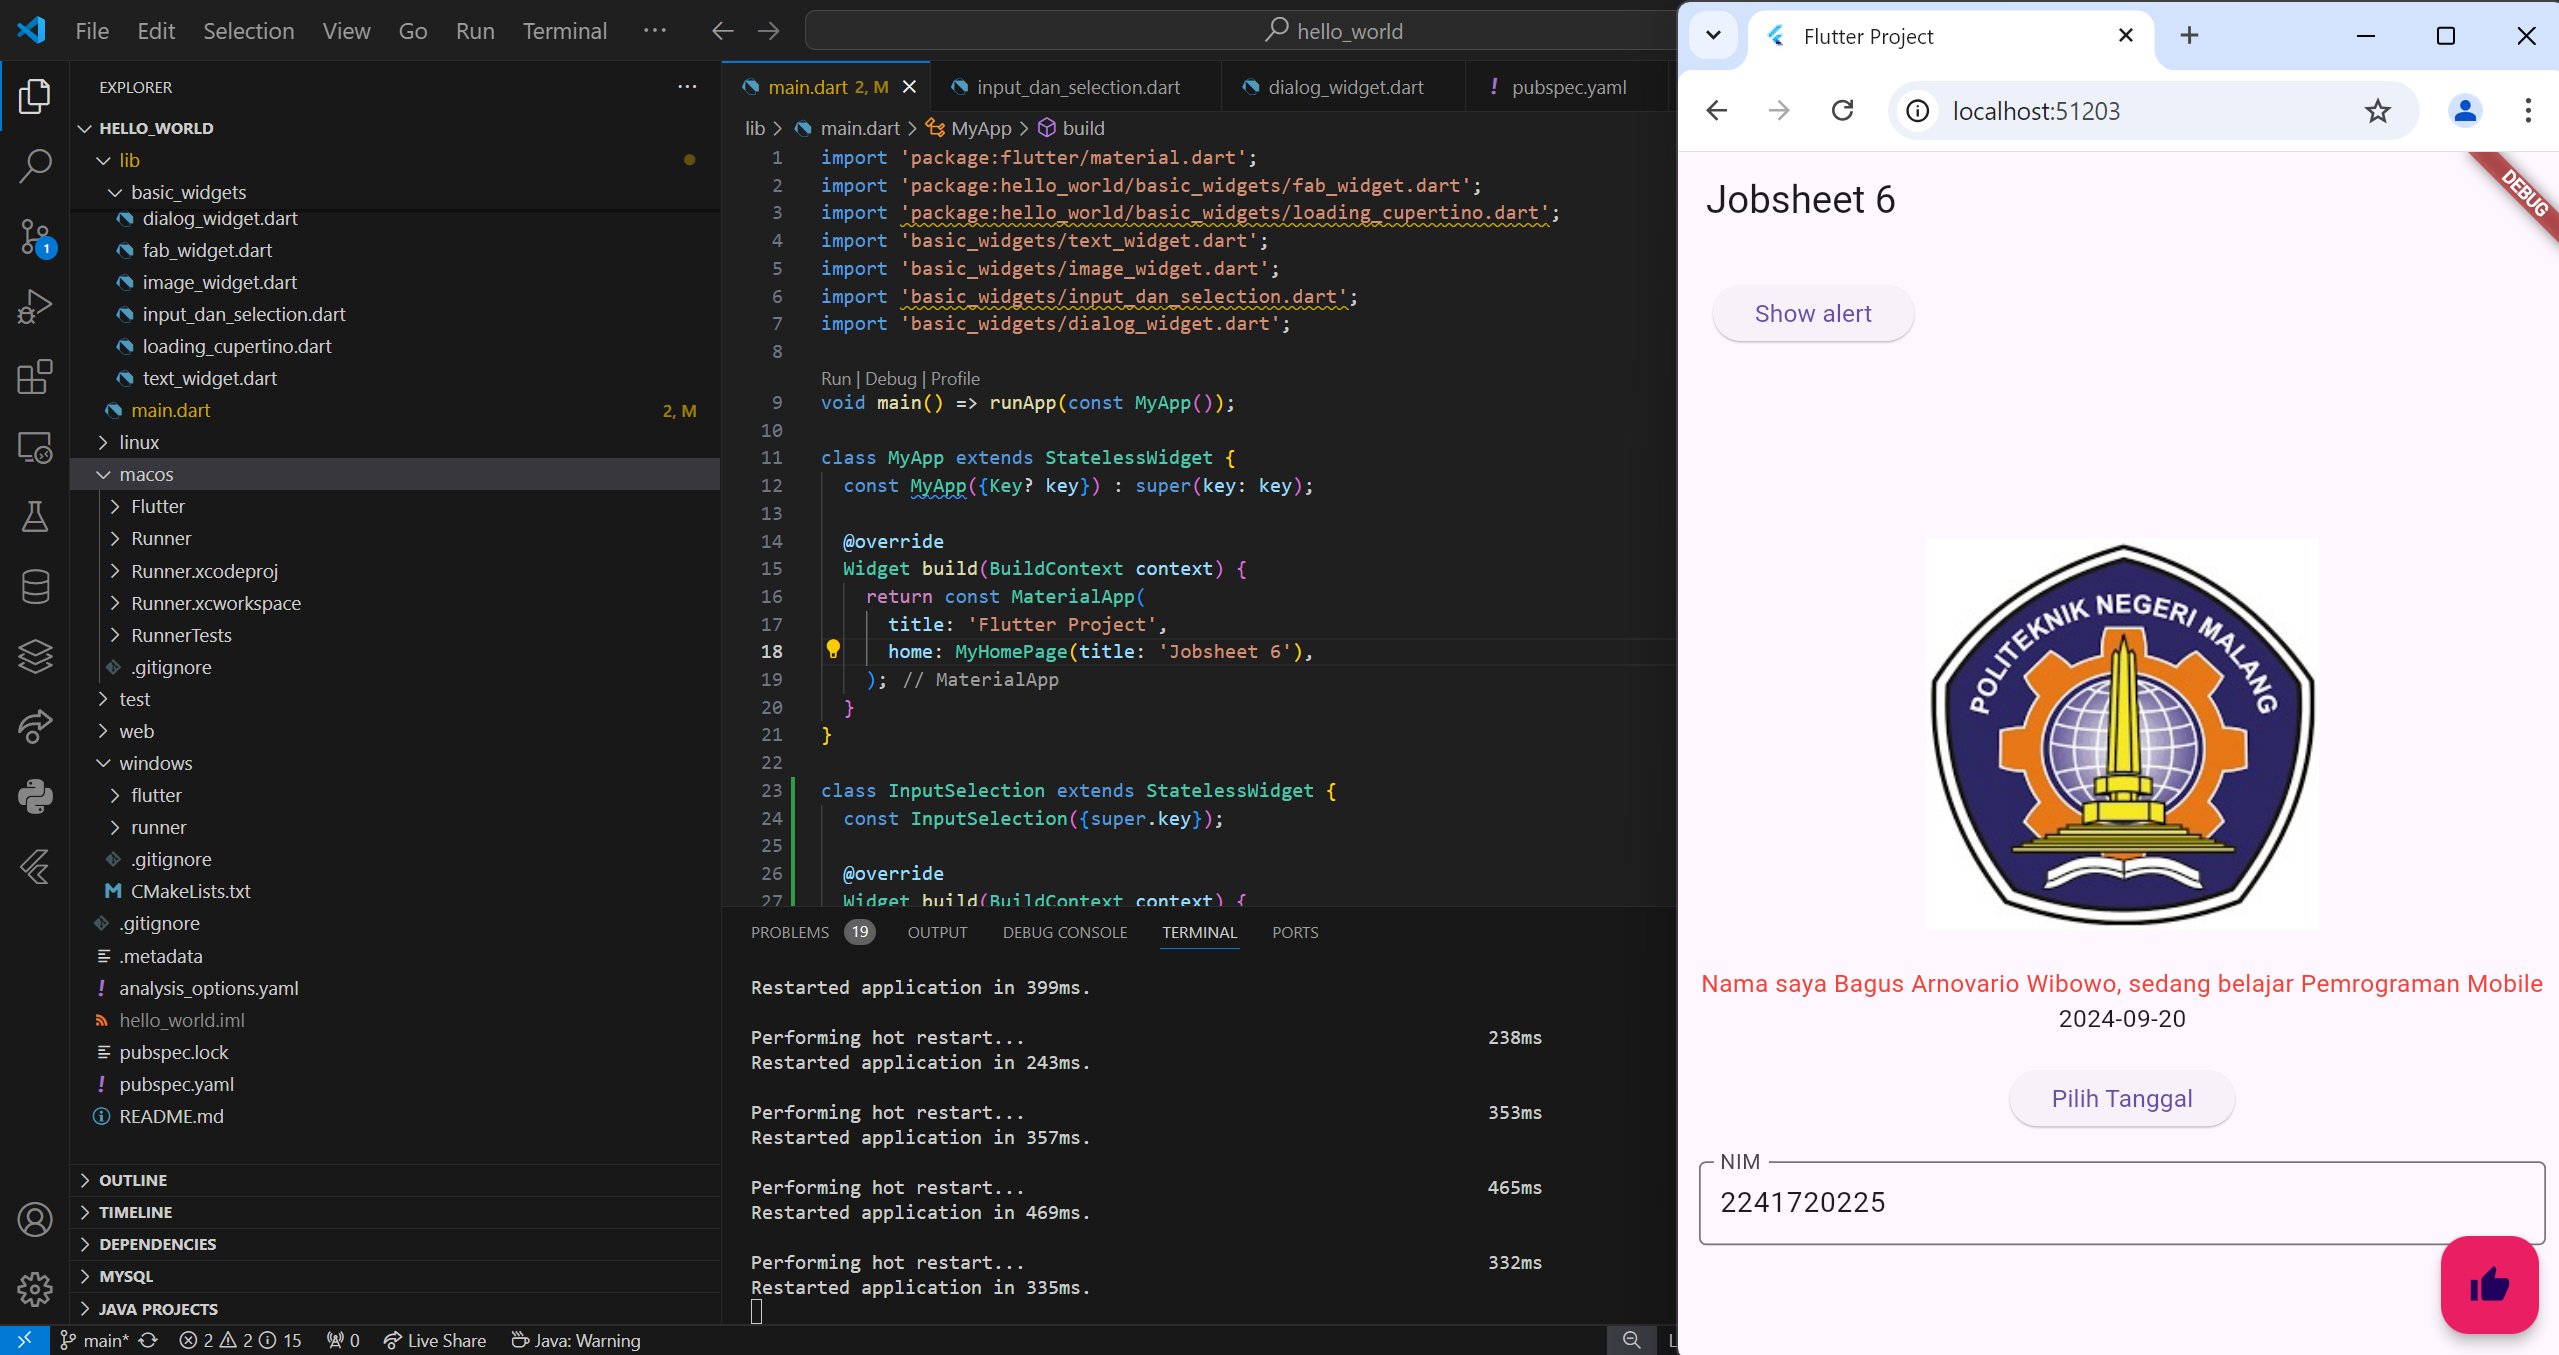 File Edit Selection View Go Run Terminal ···
hello_world
EXPLORER ···
HELLO_WORLD
lib
basic_widgets
dialog_widget.dart
fab_widget.dart
image_widget.dart
input_dan_selection.dart
loading_cupertino.dart
text_widget.dart
main.dart 2, M
linux
macos
Flutter
Runner
Runner.xcodeproj
Runner.xcworkspace
RunnerTests
.gitignore
test
web
windows
flutter
runner
.gitignore
CMakeLists.txt
.gitignore
.metadata
analysis_options.yaml
hello_world.iml
pubspec.lock
pubspec.yaml
README.md
OUTLINE
TIMELINE
DEPENDENCIES
MYSQL
JAVA PROJECTS
1
main.dart 2, M input_dan_selection.dart dialog_widget.dart pubspec.yaml
lib > main.dart > MyApp > build
1 import 'package:flutter/material.dart';
2 import 'package:hello_world/basic_widgets/fab_widget.dart';
3 import 'package:hello_world/basic_widgets/loading_cupertino.dart';
4 import 'basic_widgets/text_widget.dart';
5 import 'basic_widgets/image_widget.dart';
6 import 'basic_widgets/input_dan_selection.dart';
7 import 'basic_widgets/dialog_widget.dart';
8
Run | Debug | Profile
9 void main() => runApp(const MyApp());
10
11 class MyApp extends StatelessWidget {
12 const MyApp({Key? key}) : super(key: key);
13
14 @override
15 Widget build(BuildContext context) {
16 return const MaterialApp(
17 title: 'Flutter Project',
18 home: MyHomePage(title: 'Jobsheet 6'),
19 ); // MaterialApp
20 }
21 }
22
23 class InputSelection extends StatelessWidget {
24 const InputSelection({super.key});
25
26 @override
27 Widget build(BuildContext context) {
PROBLEMS 19 OUTPUT DEBUG CONSOLE TERMINAL PORTS
Restarted application in 399ms.
Performing hot restart... 238ms
Restarted application in 243ms.
Performing hot restart... 353ms
Restarted application in 357ms.
Performing hot restart... 465ms
Restarted application in 469ms.
Performing hot restart... 332ms
Restarted application in 335ms.
main* 2 2 15 0 Live Share Java: Warning L
Flutter Project
localhost:51203
DEBUG
Jobsheet 6
Show alert
POLITEKNIK NEGERI MALANG
Nama saya Bagus Arnovario Wibowo, sedang belajar Pemrograman Mobile
2024-09-20
Pilih Tanggal
NIM
2241720225